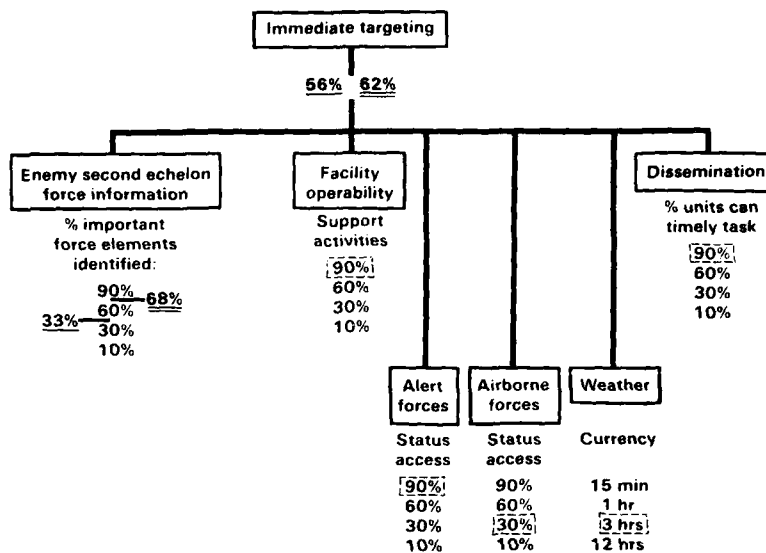 Immediate targeting
56% 62%
Enemy second echelon
force information
% important
force elements
identified:
90%
68%
60%
33%
30%
10%
Facility
operability
Support
activities
90%
60%
30%
10%
Dissemination
% units can
timely task
90%
60%
30%
10%
Alert
forces
Status
access
90%
60%
30%
10%
Airborne
forces
Status
access
90%
60%
30%
10%
Weather
Currency
15 min
1 hr
3 hrs
12 hrs